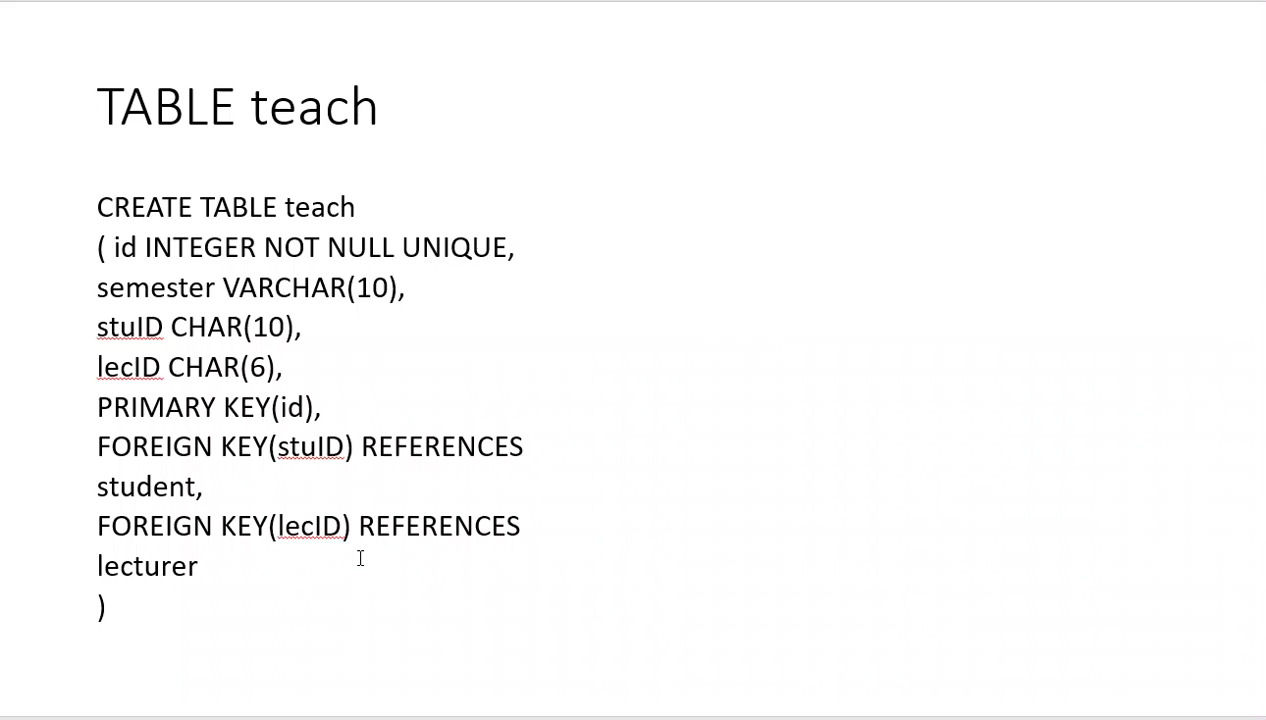 TABLE teach
CREATE TABLE teach
( id INTEGER NOT NULL UNIQUE,
semester VARCHAR(10),
stuID CHAR(10),
lecID CHAR(6),
PRIMARY KEY(id),
FOREIGN KEY(stuID) REFERENCES
student,
FOREIGN KEY(lecID) REFERENCES
lecturer
)